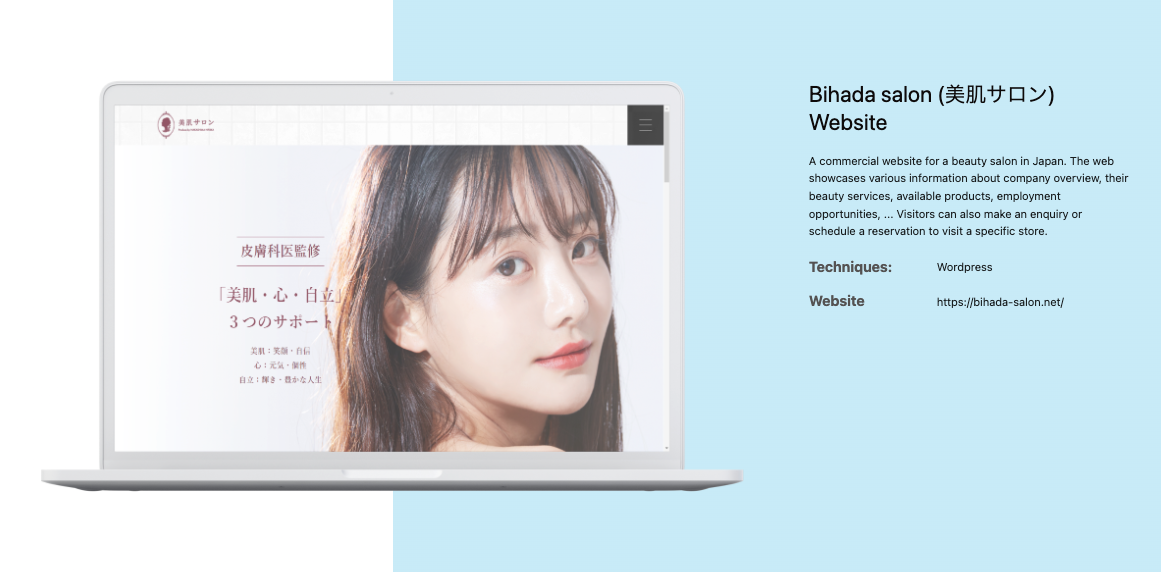 美肌サロン
皮膚科医監修
「美肌・心・自立」
３つのサポート
美肌：笑顔・自信
心：元気・個性
自立：輝き・豊かな人生
Bihada salon (美肌サロン)
Website
A commercial website for a beauty salon in Japan. The web
showcases various information about company overview, their
beauty services, available products, employment
opportunities, ... Visitors can also make an enquiry or
schedule a reservation to visit a specific store.
Techniques: Wordpress
Website https://bihada-salon.net/